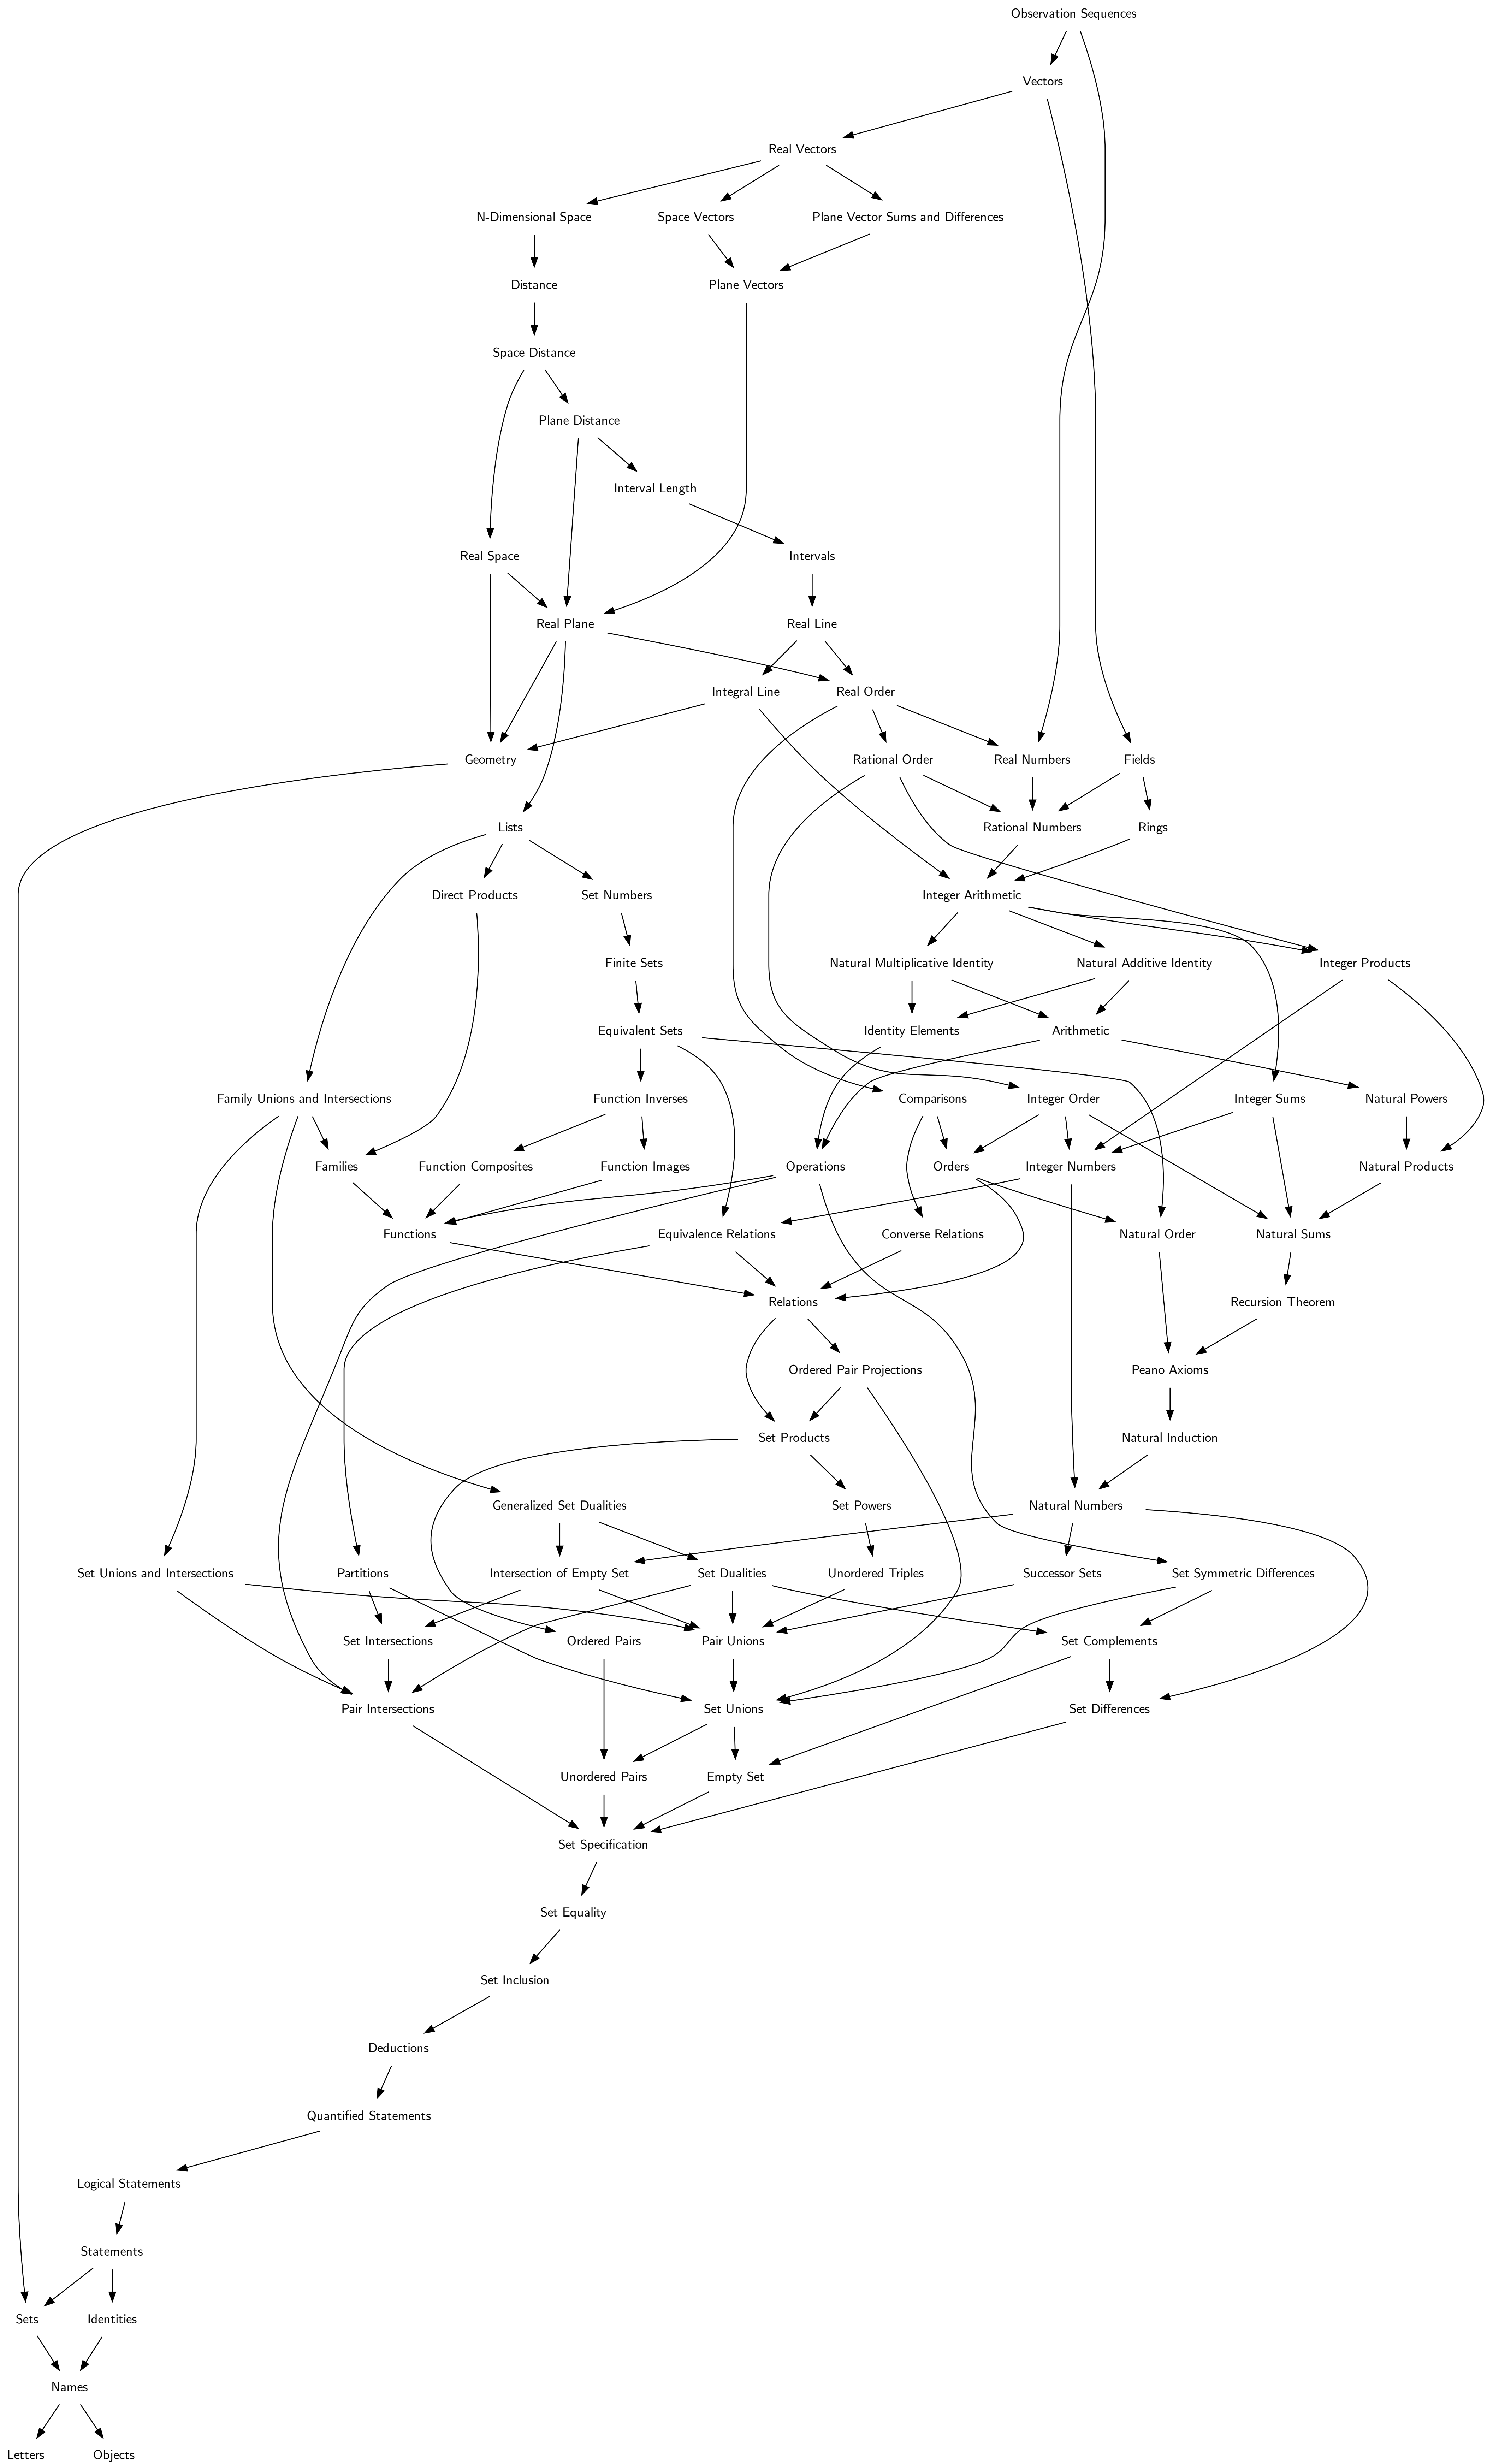 Observation Sequences
Vectors
Real Vectors
N-Dimensional Space
Space Vectors
Plane Vector Sums and Differences
Distance
Plane Vectors
Space Distance
Plane Distance
Interval Length
Real Space
Intervals
Real Plane
Real Line
Integral Line
Real Order
Geometry
Rational Order
Real Numbers
Fields
Lists
Rational Numbers
Rings
Direct Products
Set Numbers
Integer Arithmetic
Finite Sets
Natural Multiplicative Identity
Natural Additive Identity
Integer Products
Equivalent Sets
Identity Elements
Arithmetic
Family Unions and Intersections
Function Inverses
Comparisons
Integer Order
Integer Sums
Natural Powers
Families
Function Composites
Function Images
Operations
Orders
Integer Numbers
Natural Products
Functions
Equivalence Relations
Converse Relations
Natural Order
Natural Sums
Relations
Recursion Theorem
Ordered Pair Projections
Peano Axioms
Set Products
Natural Induction
Generalized Set Dualities
Set Powers
Natural Numbers
Set Unions and Intersections
Partitions
Intersection of Empty Set
Set Dualities
Unordered Triples
Successor Sets
Set Symmetric Differences
Set Intersections
Ordered Pairs
Pair Unions
Set Complements
Pair Intersections
Set Unions
Set Differences
Unordered Pairs
Empty Set
Set Specification
Set Equality
Set Inclusion
Deductions
Quantified Statements
Logical Statements
Statements
Sets
Identities
Names
Letters
Objects